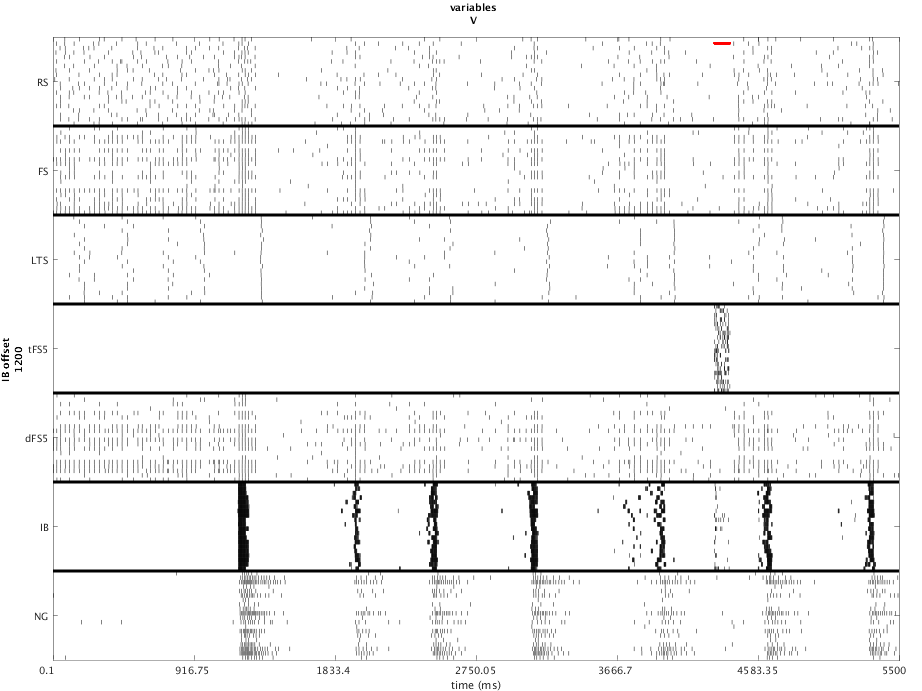 variables
V
RS
FS
LTS
tFS5
dFS5
IB
NG
IB offset
1200
0.1
916.75
1833.4
2750.05
3666.7
4583.35
5500
time (ms)